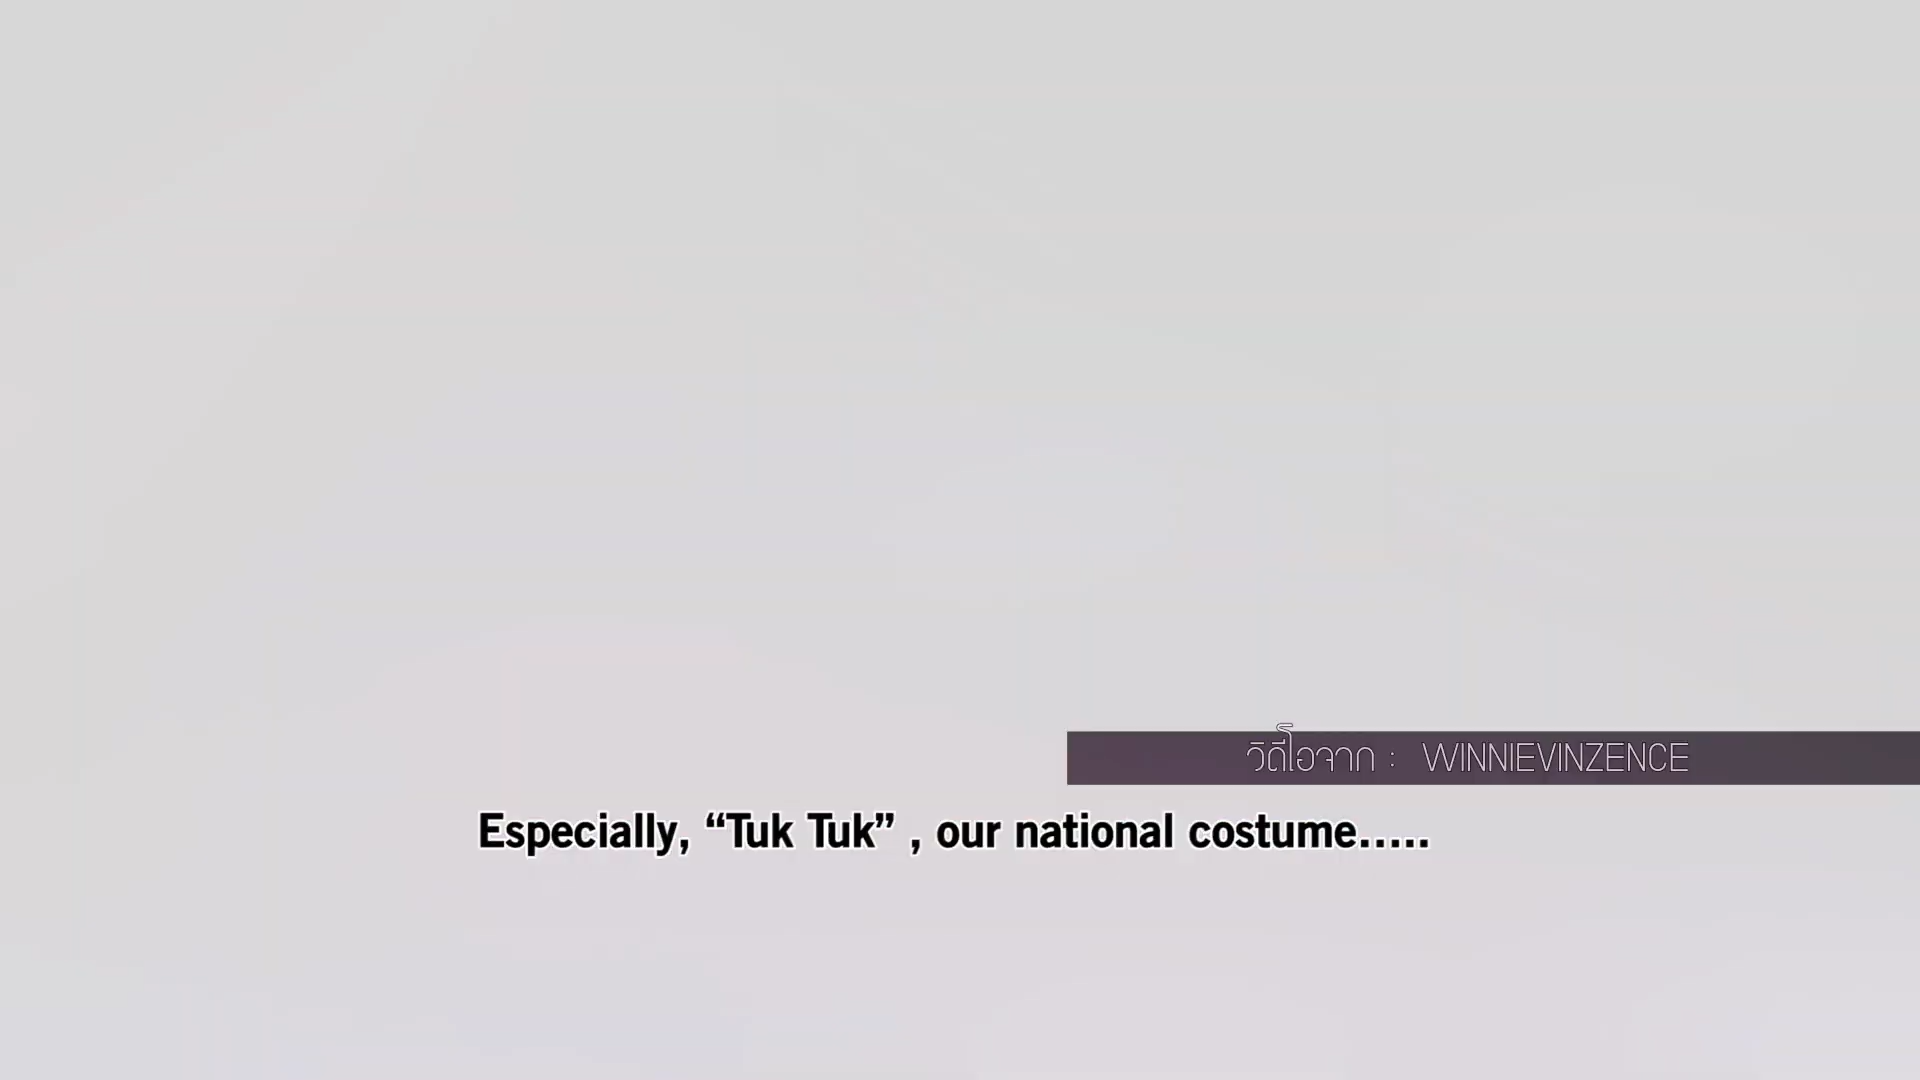 วิดีโอจาก : WINNIEVINZENCE
Especially, “Tuk Tuk” , our national costume.....